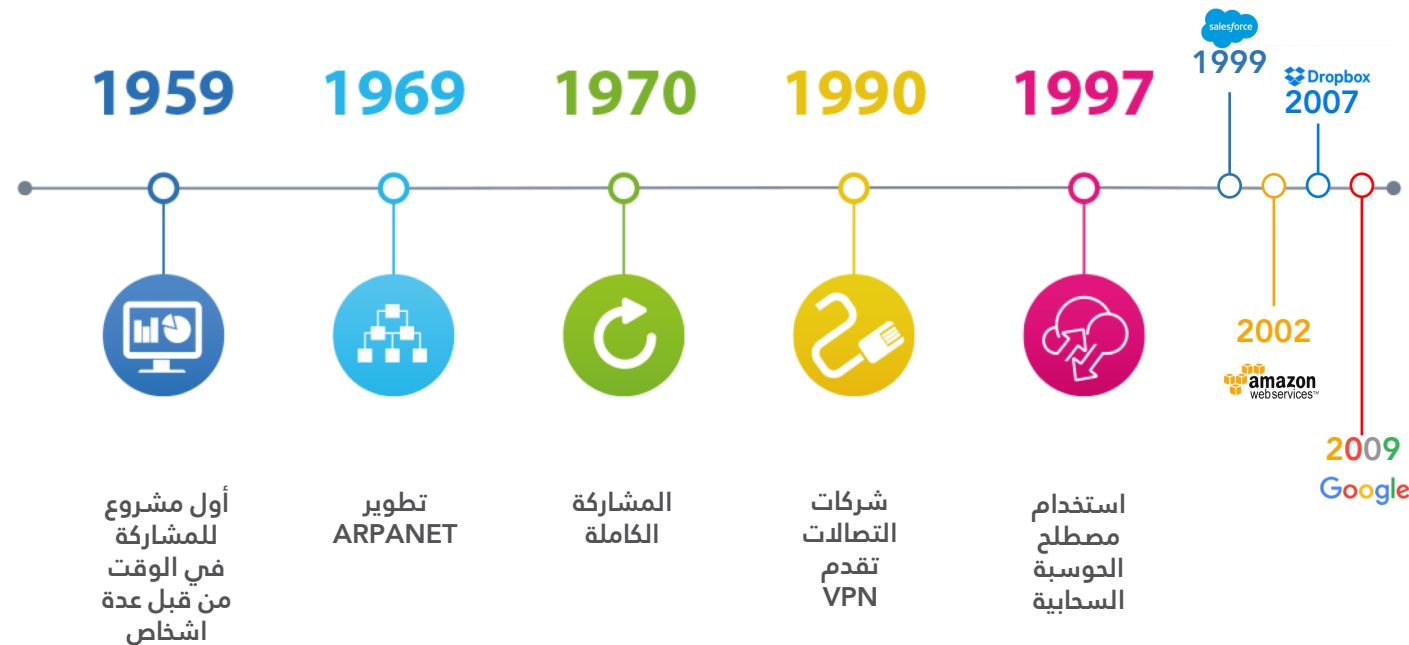 1959
أول مشروع
للمشاركة
في الوقت
من قبل عدة
اشخاص
1969
تطوير
ARPANET
1970
المشاركة
الكاملة
1990
شركات
التصالات
تقدم
VPN
1997
استخدام
مصطلح
الحوسبة
السحابية
salesforce
1999
2002
amazon
webservices™
Dropbox
2007
2009
Google